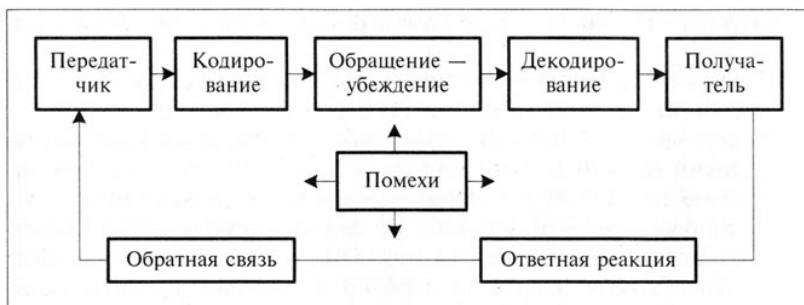 Передат-
чик
Кодиро-
вание
Обращение —
убеждение
Декодиро-
вание
Получа-
тель
Помехи
Обратная связь
Ответная реакция